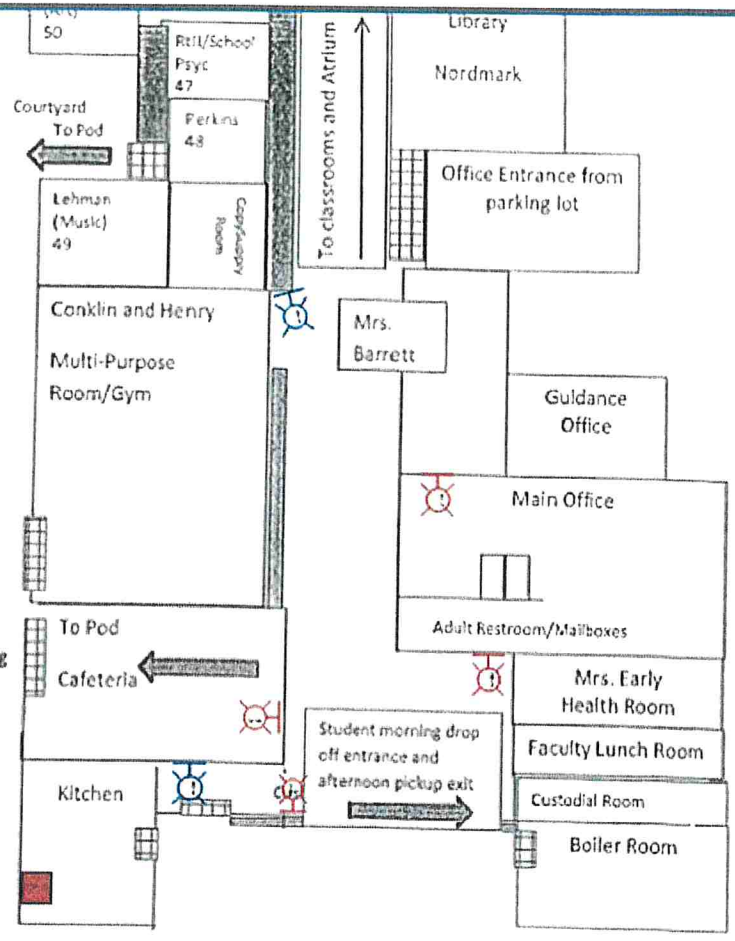 50
Library
Nordmark
RtII/School
Psyc
47
Perkins
48
Courtyard
To Pod
To classrooms and Atrium
Office Entrance from
parking lot
Lehman
(Music)
49
Copy/Supply
Room
Conklin and Henry
Multi-Purpose
Room/Gym
Mrs.
Barrett
Guidance
Office
Main Office
Adult Restroom/Mailboxes
To Pod
Cafeteria
g
Mrs. Early
Health Room
Student morning drop
off entrance and
afternoon pickup exit
Faculty Lunch Room
Kitchen
Custodial Room
Boiler Room